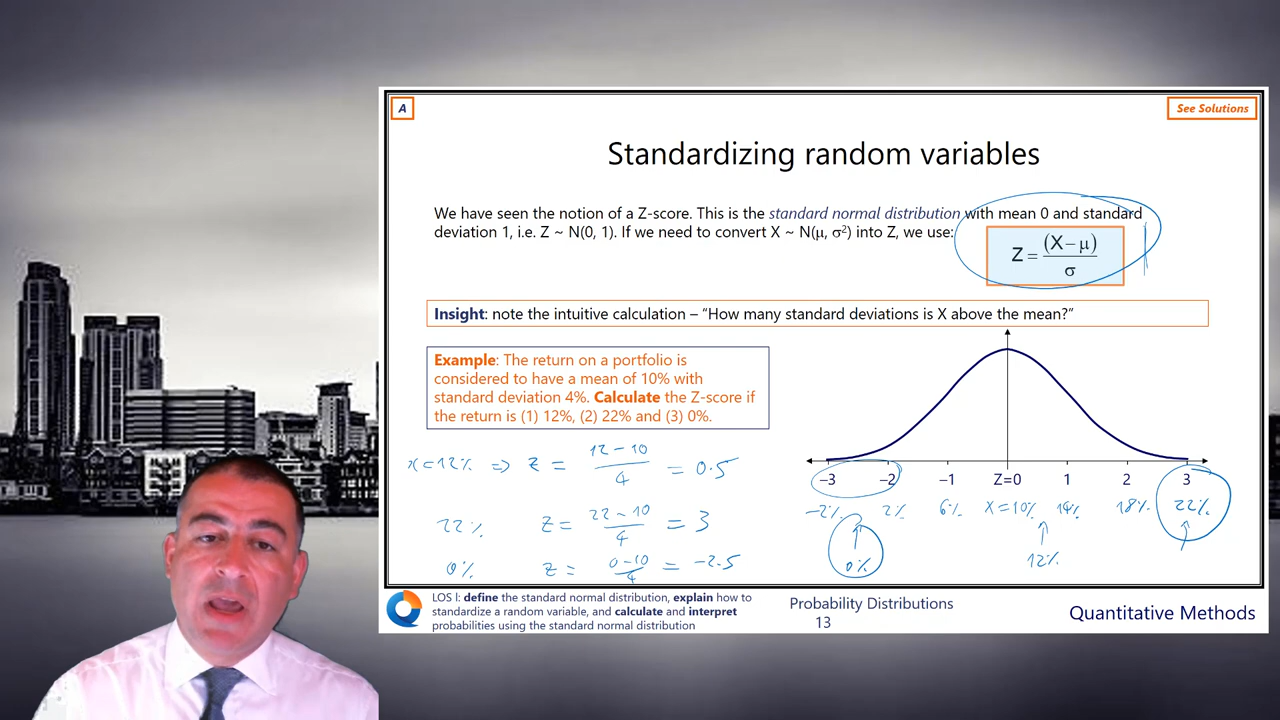 A
See Solutions
Standardizing random variables
We have seen the notion of a Z-score. This is the standard normal distribution with mean 0 and standard
deviation 1, i.e. Z ~ N(0, 1). If we need to convert X ~ N(μ, σ²) into Z, we use:
Z = (X – μ) / σ
Insight: note the intuitive calculation – “How many standard deviations is X above the mean?”
Example: The return on a portfolio is
considered to have a mean of 10% with
standard deviation 4%. Calculate the Z-score if
the return is (1) 12%, (2) 22% and (3) 0%.
x = 12% ⇒ z = 12 – 10 / 4 = 0.5
22% z = 22 – 10 / 4 = 3
0% z = 0 – 10 / 4 = –2.5
–3 –2 –1 Z=0 1 2 3
–2% 2% 6% X = 10% 14% 18% 22%
0% 12%
LOS l: define the standard normal distribution, explain how to
standardize a random variable, and calculate and interpret
probabilities using the standard normal distribution
Probability Distributions
13
Quantitative Methods